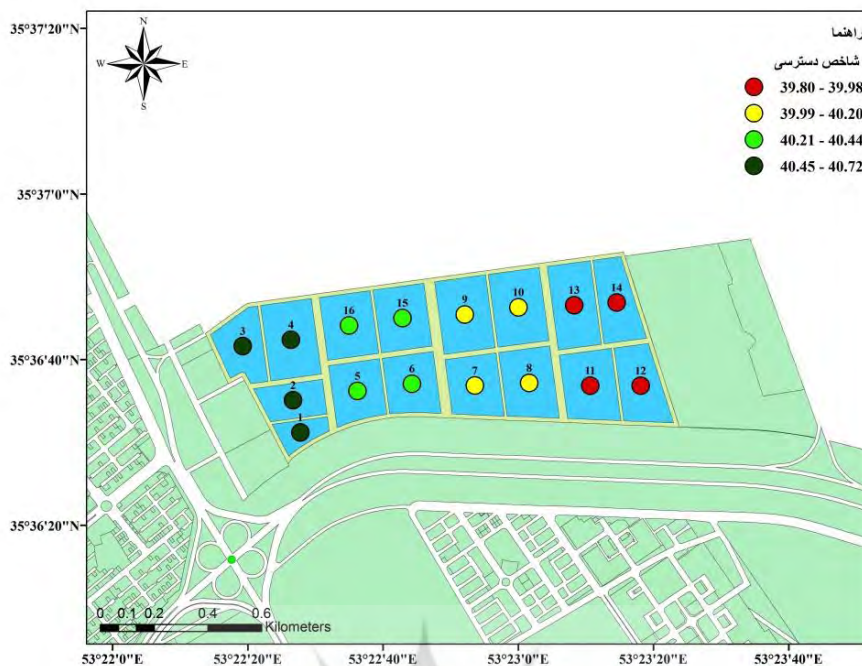 35°37'20"N
35°37'0"N
35°36'40"N
35°36'20"N
N
W E
S
راهنما
شاخص دسترسی
39.80 - 39.98
39.99 - 40.20
40.21 - 40.44
40.45 - 40.72
3 4 16 15 9 10 13 14
2 5 6 7 8 11 12
1
0 0.1 0.2 0.4 0.6
Kilometers
53°22'0"E 53°22'20"E 53°22'40"E 53°23'0"E 53°23'20"E 53°23'40"E